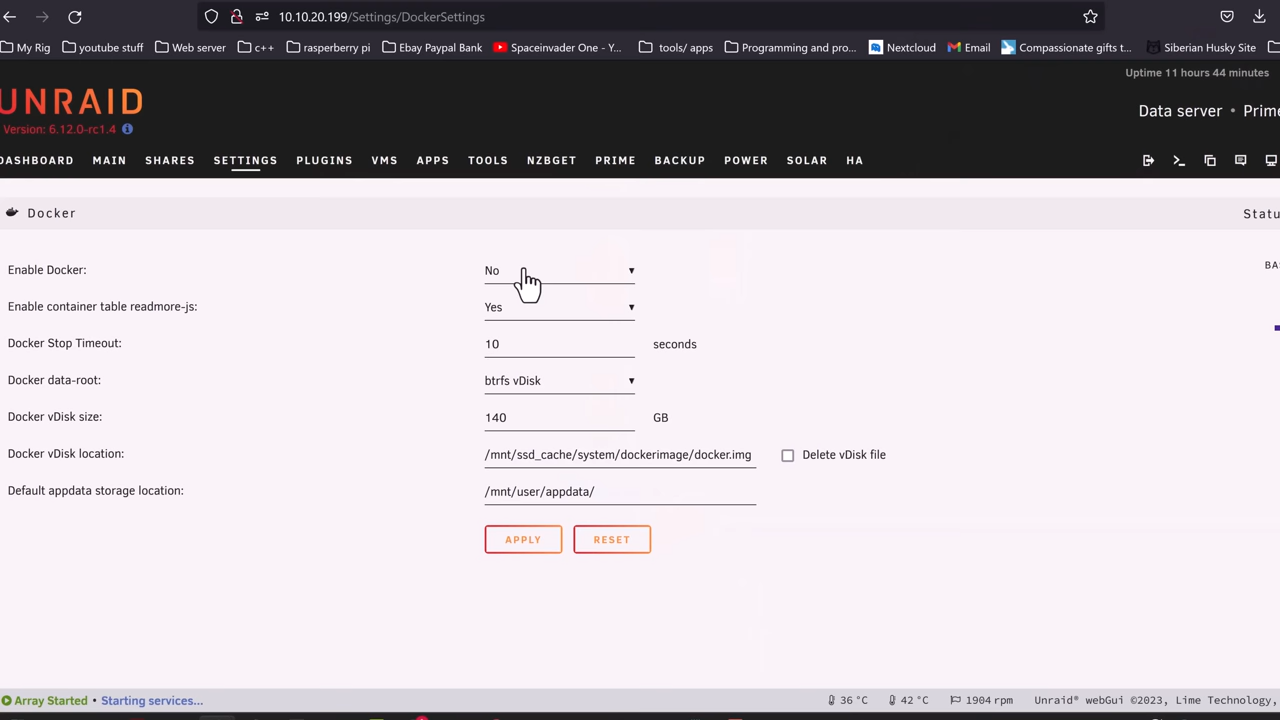 10.10.20.199/Settings/DockerSettings
My Rig youtube stuff Web server c++ rasperberry pi Ebay Paypal Bank Spaceinvader One - Y... tools/ apps Programming and pro... Nextcloud Email Compassionate gifts t... Siberian Husky Site
Uptime 11 hours 44 minutes
UNRAID
Data server • Prime
Version: 6.12.0-rc1.4
DASHBOARD MAIN SHARES SETTINGS PLUGINS VMS APPS TOOLS NZBGET PRIME BACKUP POWER SOLAR HA
Docker Statu
Enable Docker: No
BA
Enable container table readmore-js: Yes
Docker Stop Timeout: 10 seconds
Docker data-root: btrfs vDisk
Docker vDisk size: 140 GB
Docker vDisk location: /mnt/ssd_cache/system/dockerimage/docker.img Delete vDisk file
Default appdata storage location: /mnt/user/appdata/
APPLY RESET
Array Started • Starting services... 36 °C 42 °C 1904 rpm Unraid® webGui ©2023, Lime Technology,